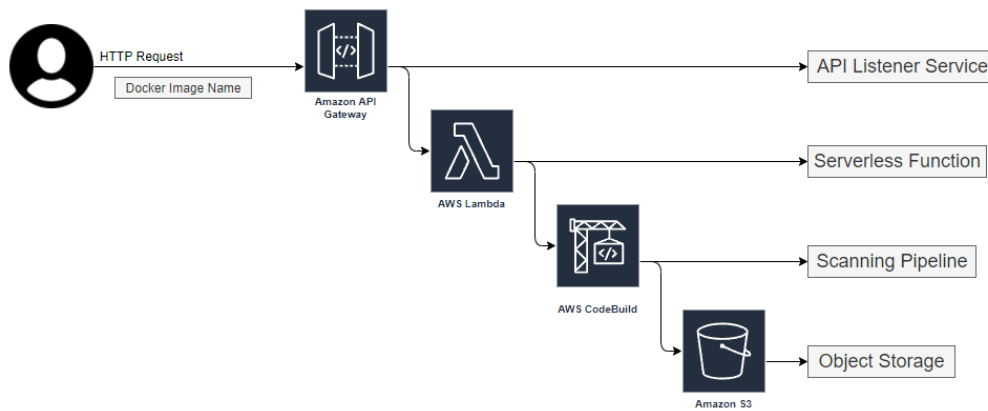 HTTP Request
Docker Image Name
Amazon API
Gateway
API Listener Service
AWS Lambda
Serverless Function
AWS CodeBuild
Scanning Pipeline
Amazon S3
Object Storage